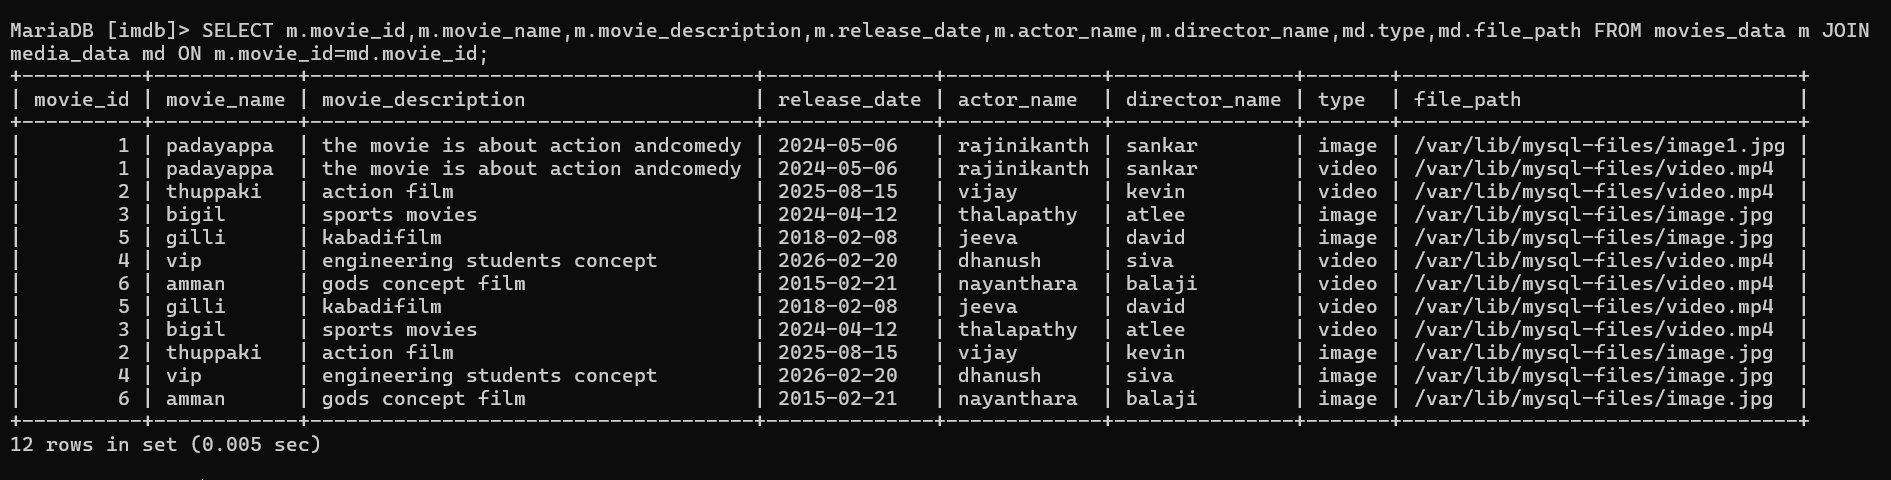 MariaDB [imdb]> SELECT m.movie_id,m.movie_name,m.movie_description,m.release_date,m.actor_name,m.director_name,md.type,md.file_path FROM movies_data m JOIN
media_data md ON m.movie_id=md.movie_id;
+----------+------------+-------------------------------------+--------------+-------------+---------------+-------+---------------------------------+
| movie_id | movie_name | movie_description                   | release_date | actor_name  | director_name | type  | file_path                       |
+----------+------------+-------------------------------------+--------------+-------------+---------------+-------+---------------------------------+
|        1 | padayappa  | the movie is about action andcomedy | 2024-05-06   | rajinikanth | sankar        | image | /var/lib/mysql-files/image1.jpg |
|        1 | padayappa  | the movie is about action andcomedy | 2024-05-06   | rajinikanth | sankar        | video | /var/lib/mysql-files/video.mp4  |
|        2 | thuppaki   | action film                         | 2025-08-15   | vijay       | kevin         | video | /var/lib/mysql-files/video.mp4  |
|        3 | bigil      | sports movies                       | 2024-04-12   | thalapathy  | atlee         | image | /var/lib/mysql-files/image.jpg  |
|        5 | gilli      | kabadifilm                          | 2018-02-08   | jeeva       | david         | image | /var/lib/mysql-files/image.jpg  |
|        4 | vip        | engineering students concept        | 2026-02-20   | dhanush     | siva          | video | /var/lib/mysql-files/video.mp4  |
|        6 | amman      | gods concept film                   | 2015-02-21   | nayanthara  | balaji        | video | /var/lib/mysql-files/video.mp4  |
|        5 | gilli      | kabadifilm                          | 2018-02-08   | jeeva       | david         | video | /var/lib/mysql-files/video.mp4  |
|        3 | bigil      | sports movies                       | 2024-04-12   | thalapathy  | atlee         | video | /var/lib/mysql-files/video.mp4  |
|        2 | thuppaki   | action film                         | 2025-08-15   | vijay       | kevin         | image | /var/lib/mysql-files/image.jpg  |
|        4 | vip        | engineering students concept        | 2026-02-20   | dhanush     | siva          | image | /var/lib/mysql-files/image.jpg  |
|        6 | amman      | gods concept film                   | 2015-02-21   | nayanthara  | balaji        | image | /var/lib/mysql-files/image.jpg  |
+----------+------------+-------------------------------------+--------------+-------------+---------------+-------+---------------------------------+
12 rows in set (0.005 sec)